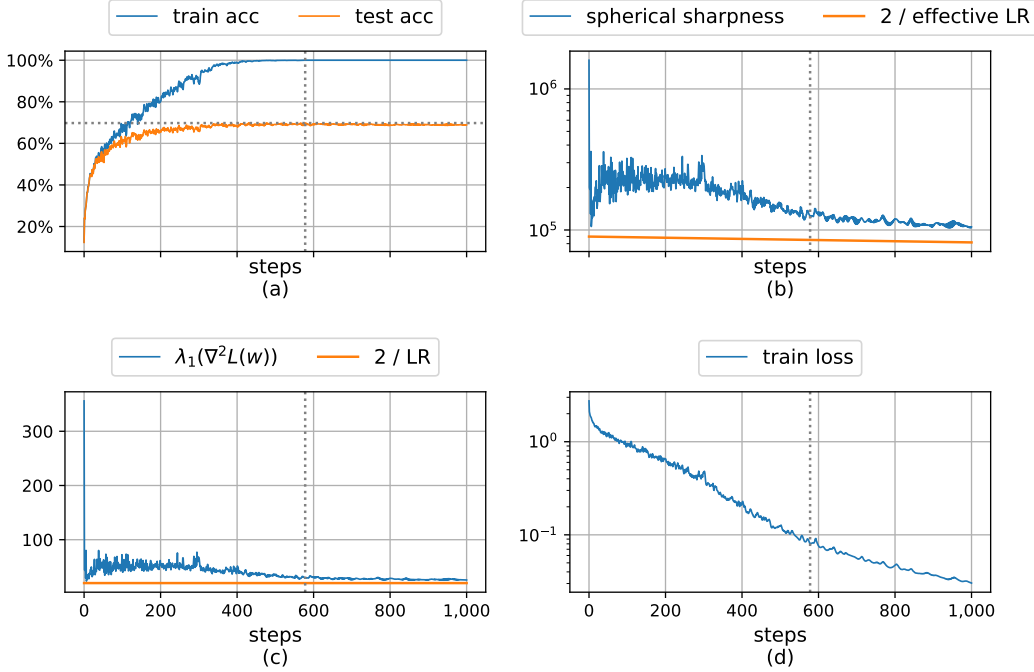 train acc
test acc
100%
80%
60%
40%
20%
steps
(a)
spherical sharpness
2 / effective LR
10⁶
10⁵
steps
(b)
λ₁(∇²L(w))
2 / LR
300
200
100
0 200 400 600 800 1,000
steps
(c)
train loss
10⁰
10⁻¹
0 200 400 600 800 1,000
steps
(d)